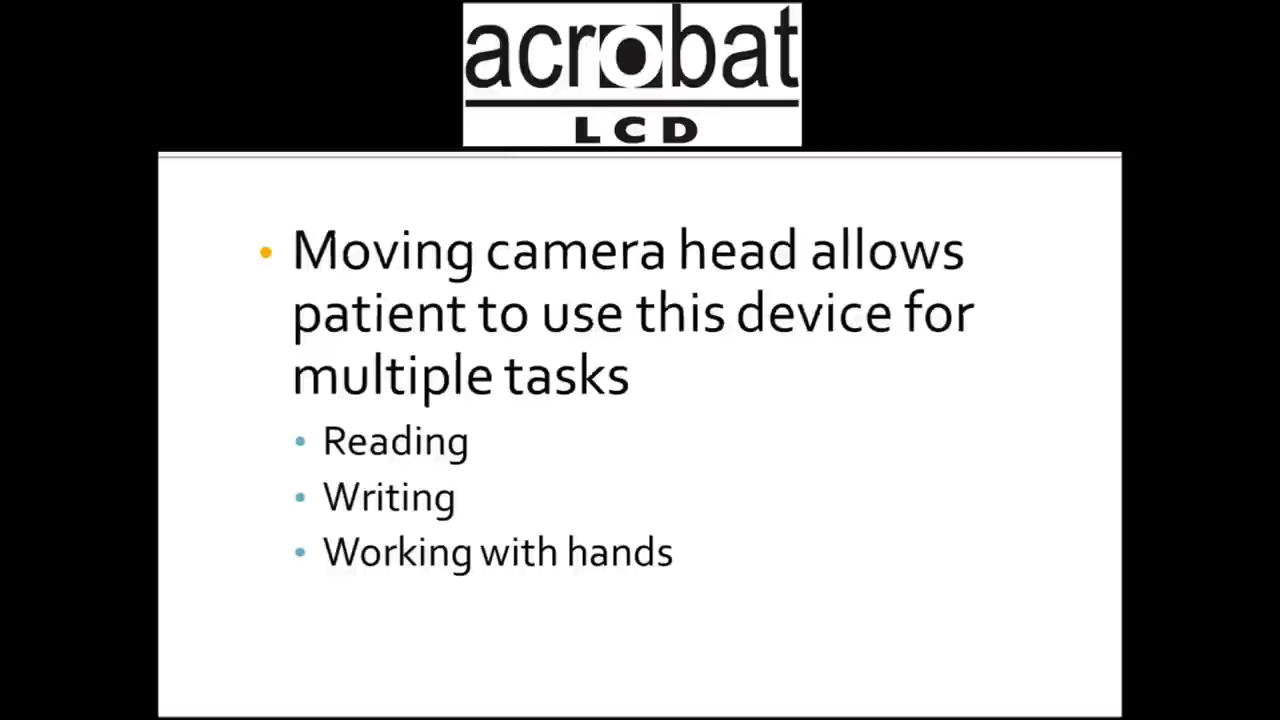 acrobat
LCD
• Moving camera head allows
patient to use this device for
multiple tasks
• Reading
• Writing
• Working with hands